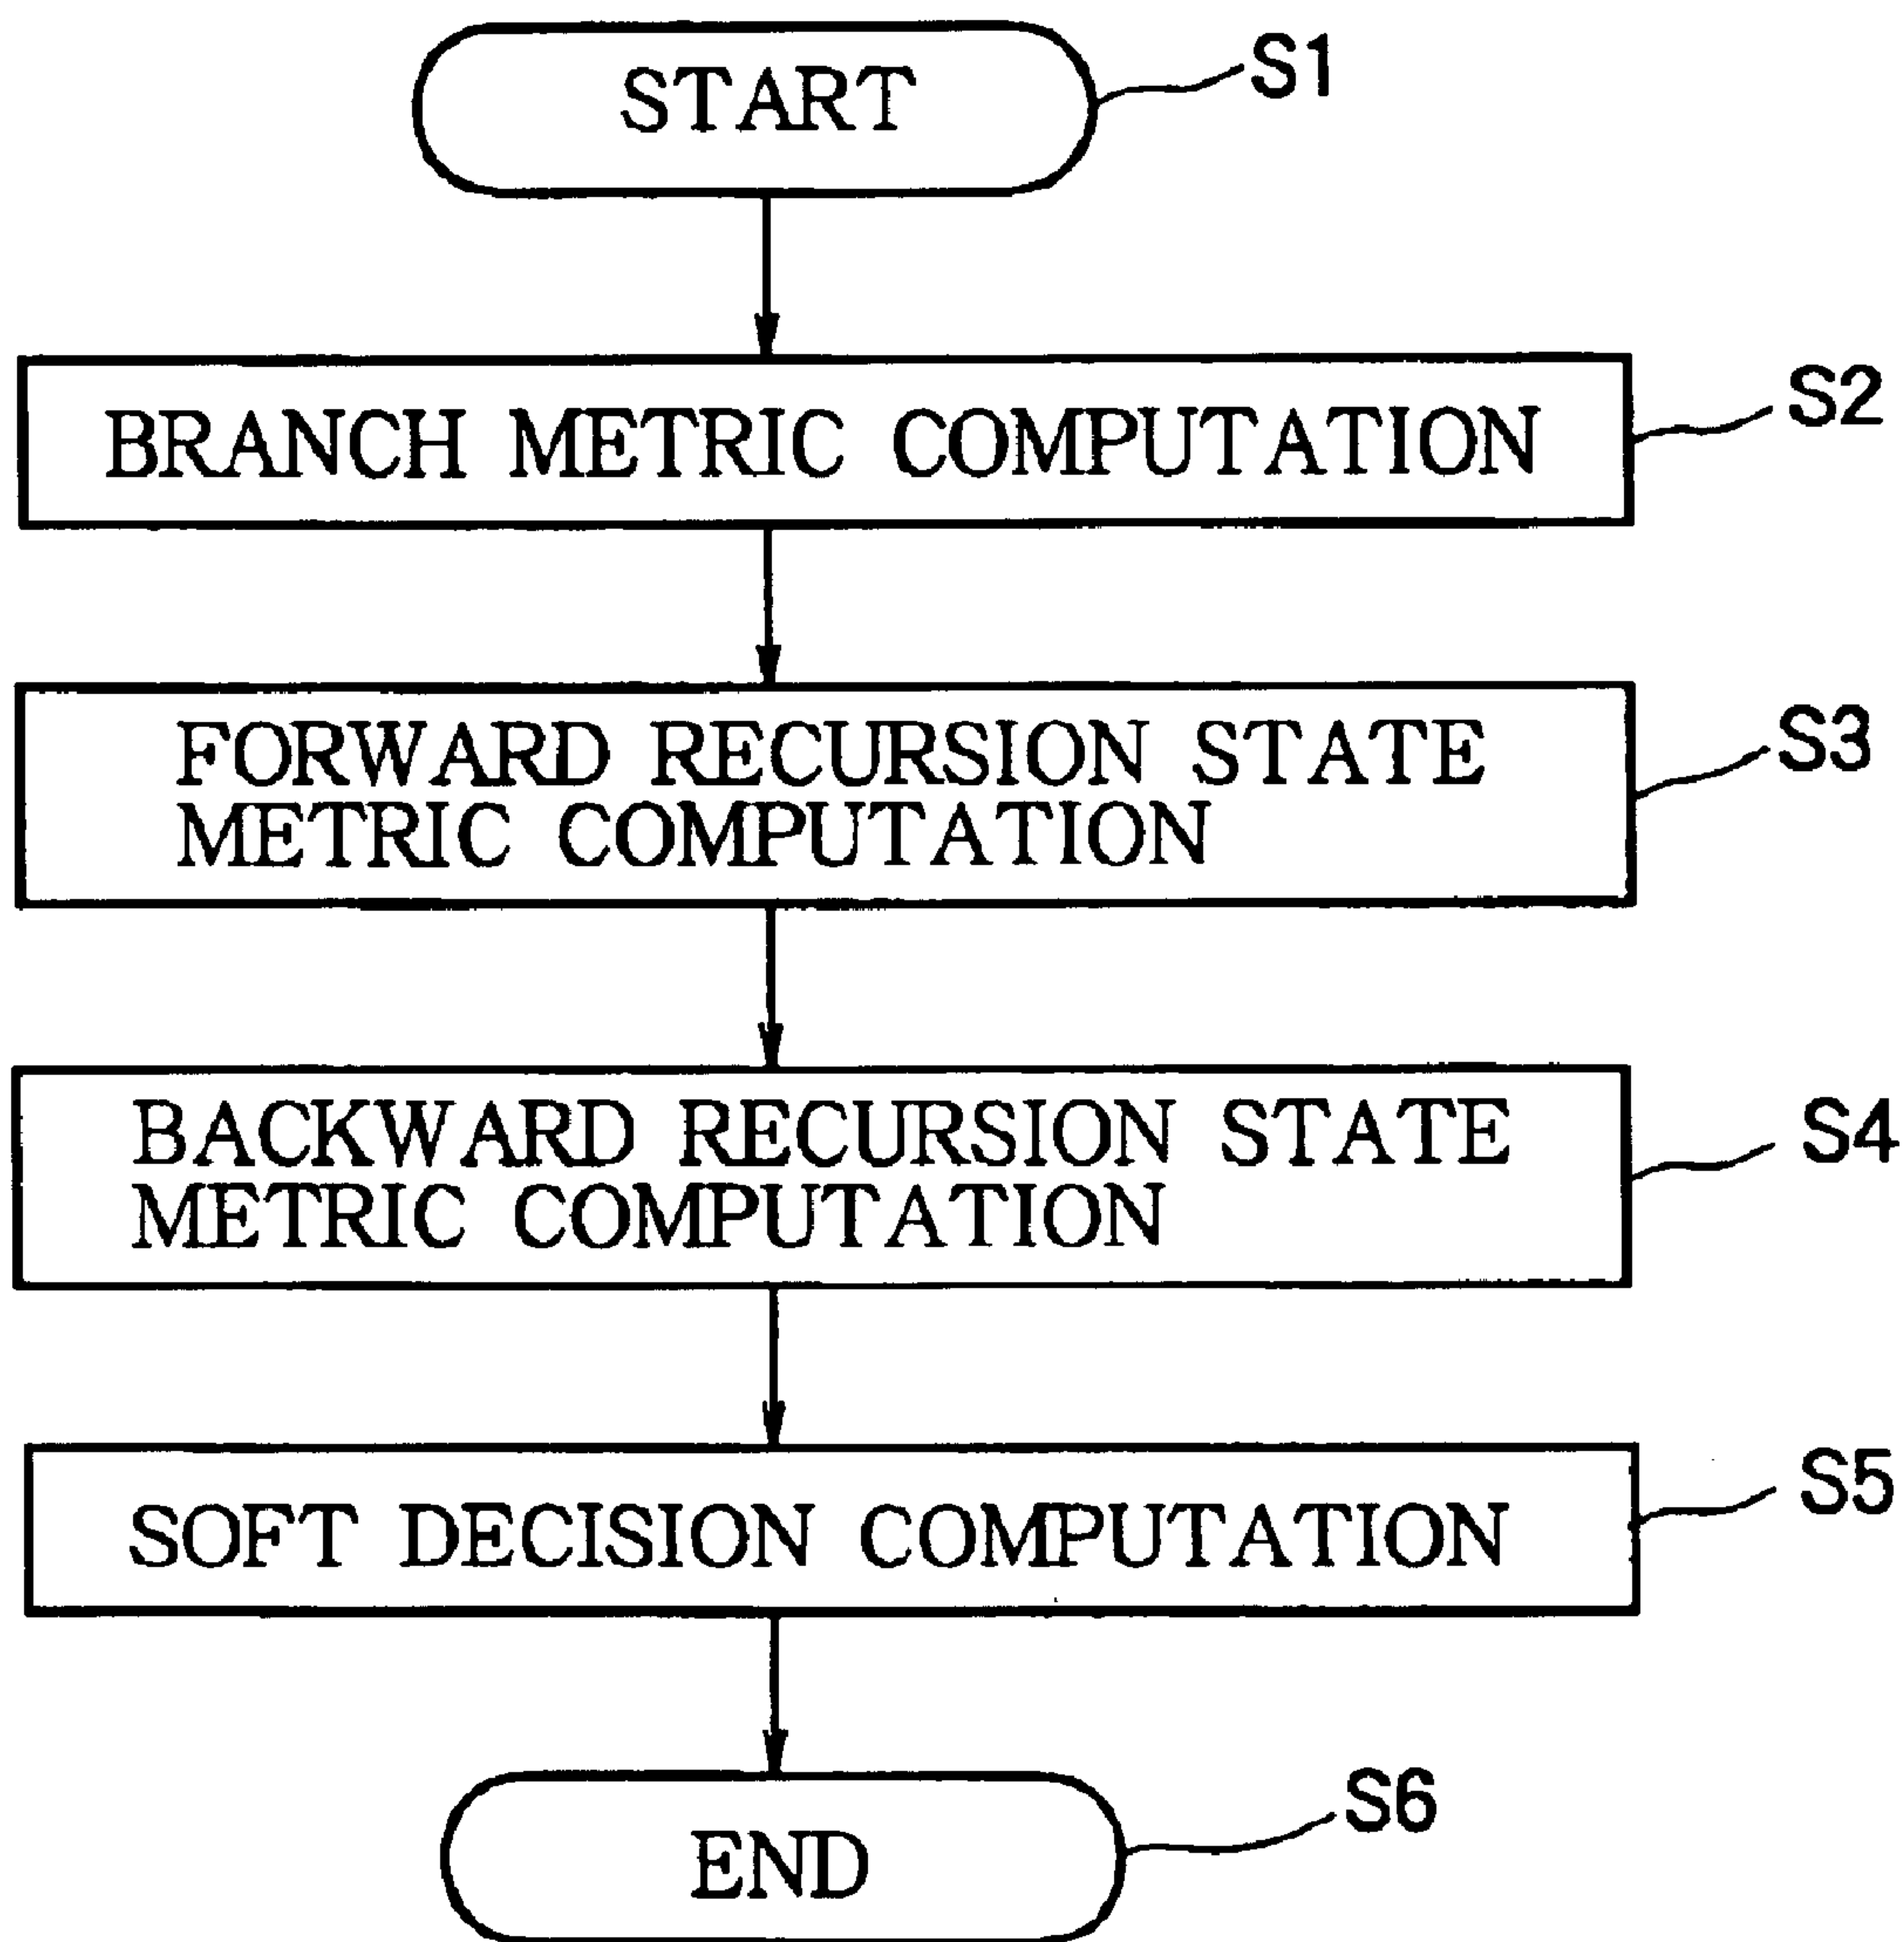 START
S1
BRANCH METRIC COMPUTATION
S2
FORWARD RECURSION STATE
METRIC COMPUTATION
S3
BACKWARD RECURSION STATE
METRIC COMPUTATION
S4
SOFT DECISION COMPUTATION
S5
END
S6